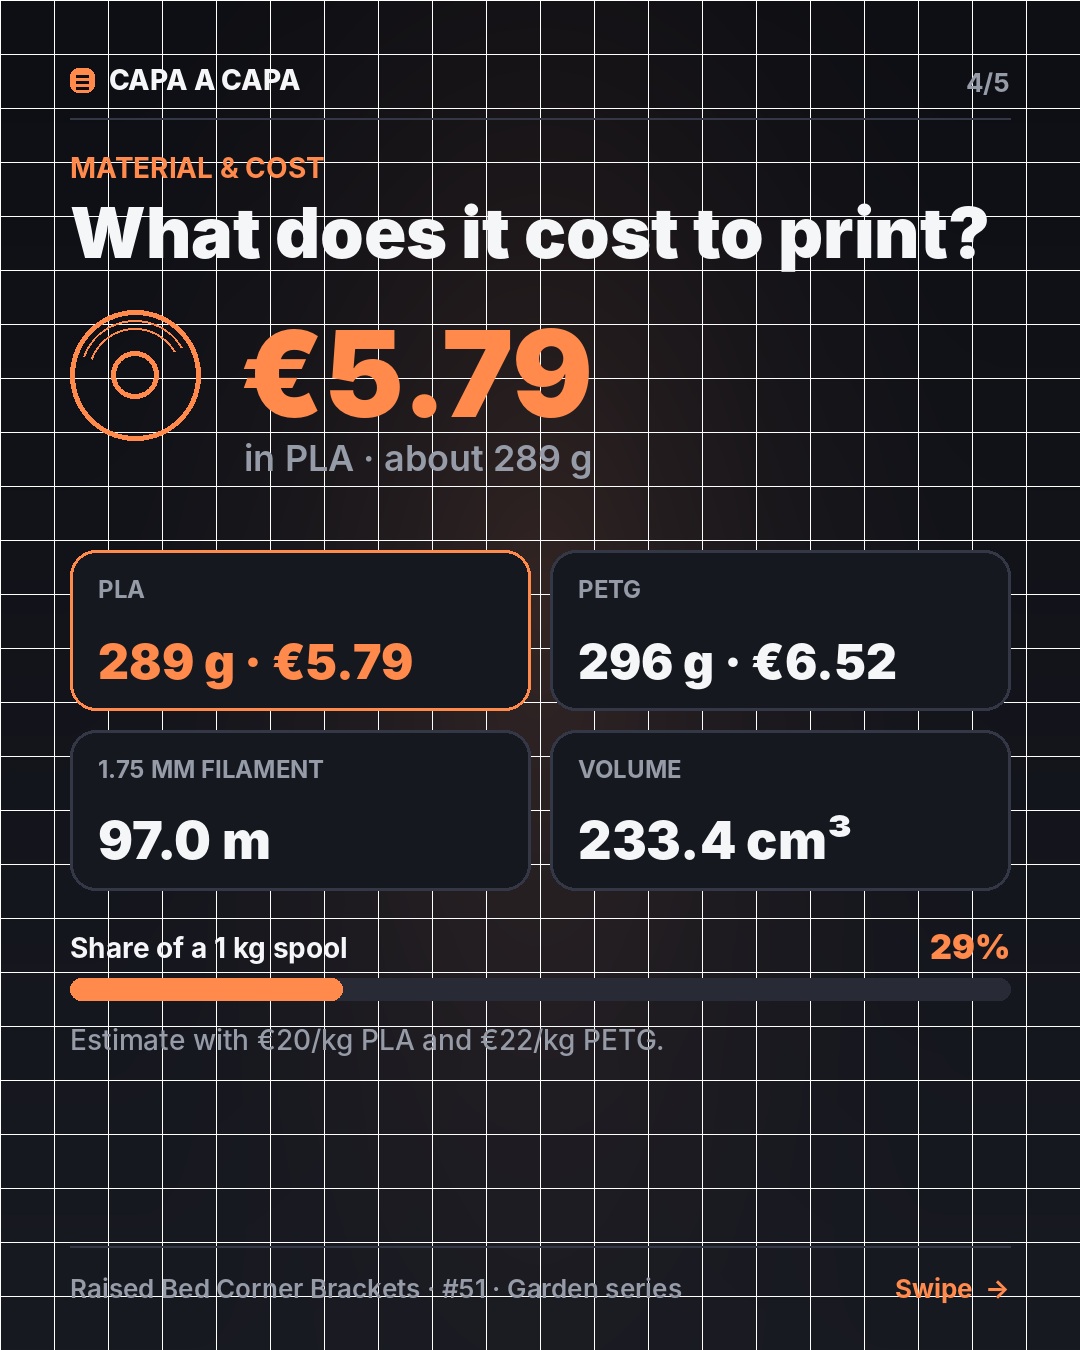 CAPA A CAPA
4/5
MATERIAL & COST
What does it cost to print?
€5.79
in PLA · about 289 g
PLA
289 g · €5.79
PETG
296 g · €6.52
1.75 MM FILAMENT
97.0 m
VOLUME
233.4 cm³
Share of a 1 kg spool
29%
Estimate with €20/kg PLA and €22/kg PETG.
Raised Bed Corner Brackets · #51 · Garden series
Swipe →